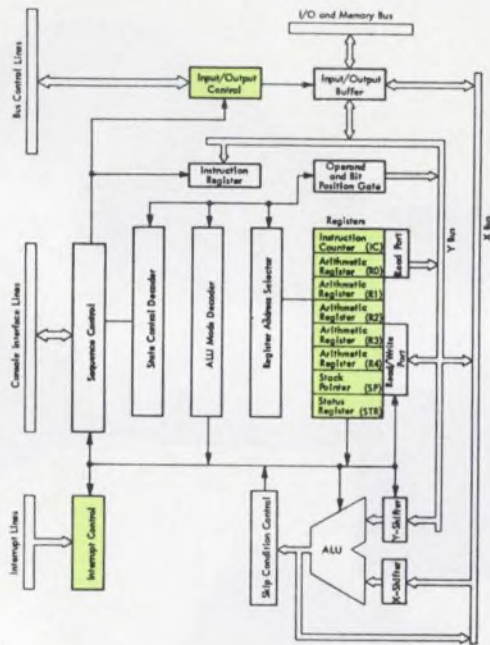 I/O and Memory Bus
Bus Control Lines
Input/Output
Control
Input/Output
Buffer
Instruction
Register
Operand
and Bit
Position Gate
Console Interface Lines
Sequence Control
State Control Decoder
ALU Mode Decoder
Register Address Selector
Registers
Instruction
Counter (IC)
Arithmetic
Register (R0)
Arithmetic
Register (R1)
Arithmetic
Register (R2)
Arithmetic
Register (R3)
Arithmetic
Register (R4)
Stack
Pointer (SP)
Status
Register (STR)
Read Port
Read/Write
Port
Y Bus
X Bus
Interrupt Lines
Interrupt Control
Skip Condition Control
ALU
Y-Shifter
X-Shifter